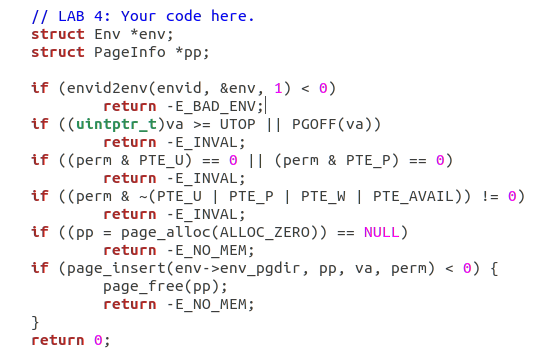 // LAB 4: Your code here.
struct Env *env;
struct PageInfo *pp;

if (envid2env(envid, &env, 1) < 0)
        return -E_BAD_ENV;
if ((uintptr_t)va >= UTOP || PGOFF(va))
        return -E_INVAL;
if ((perm & PTE_U) == 0 || (perm & PTE_P) == 0)
        return -E_INVAL;
if ((perm & ~(PTE_U | PTE_P | PTE_W | PTE_AVAIL)) != 0)
        return -E_INVAL;
if ((pp = page_alloc(ALLOC_ZERO)) == NULL)
        return -E_NO_MEM;
if (page_insert(env->env_pgdir, pp, va, perm) < 0) {
        page_free(pp);
        return -E_NO_MEM;
}
return 0;